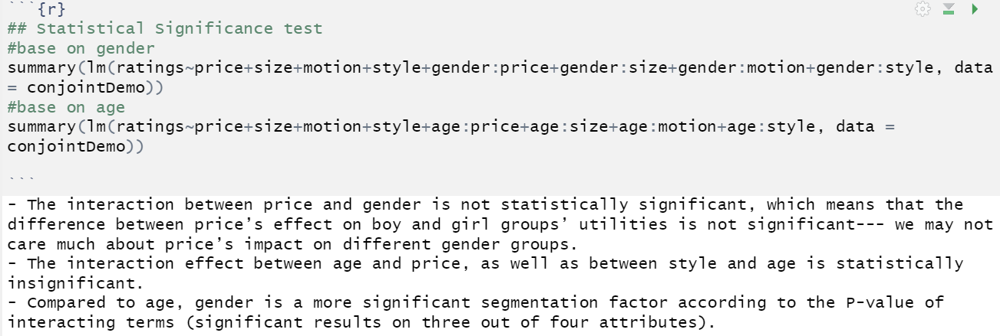 ```{r}
## Statistical Significance test
#base on gender
summary(lm(ratings~price+size+motion+style+gender:price+gender:size+gender:motion+gender:style, data
= conjointDemo))
#base on age
summary(lm(ratings~price+size+motion+style+age:price+age:size+age:motion+age:style, data =
conjointDemo))
```
- The interaction between price and gender is not statistically significant, which means that the
difference between price’s effect on boy and girl groups’ utilities is not significant--- we may not
care much about price’s impact on different gender groups.
- The interaction effect between age and price, as well as between style and age is statistically
insignificant.
- Compared to age, gender is a more significant segmentation factor according to the P-value of
interacting terms (significant results on three out of four attributes).